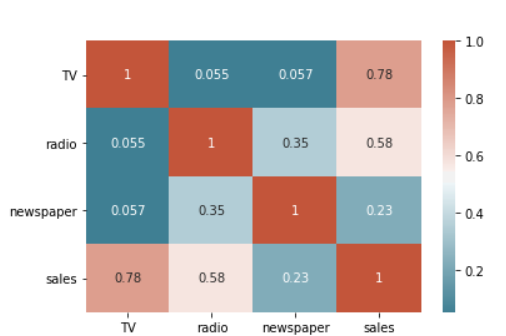 TV 1 0.055 0.057 0.78
radio 0.055 1 0.35 0.58
newspaper 0.057 0.35 1 0.23
sales 0.78 0.58 0.23 1
TV radio newspaper sales
1.0
0.8
0.6
0.4
0.2